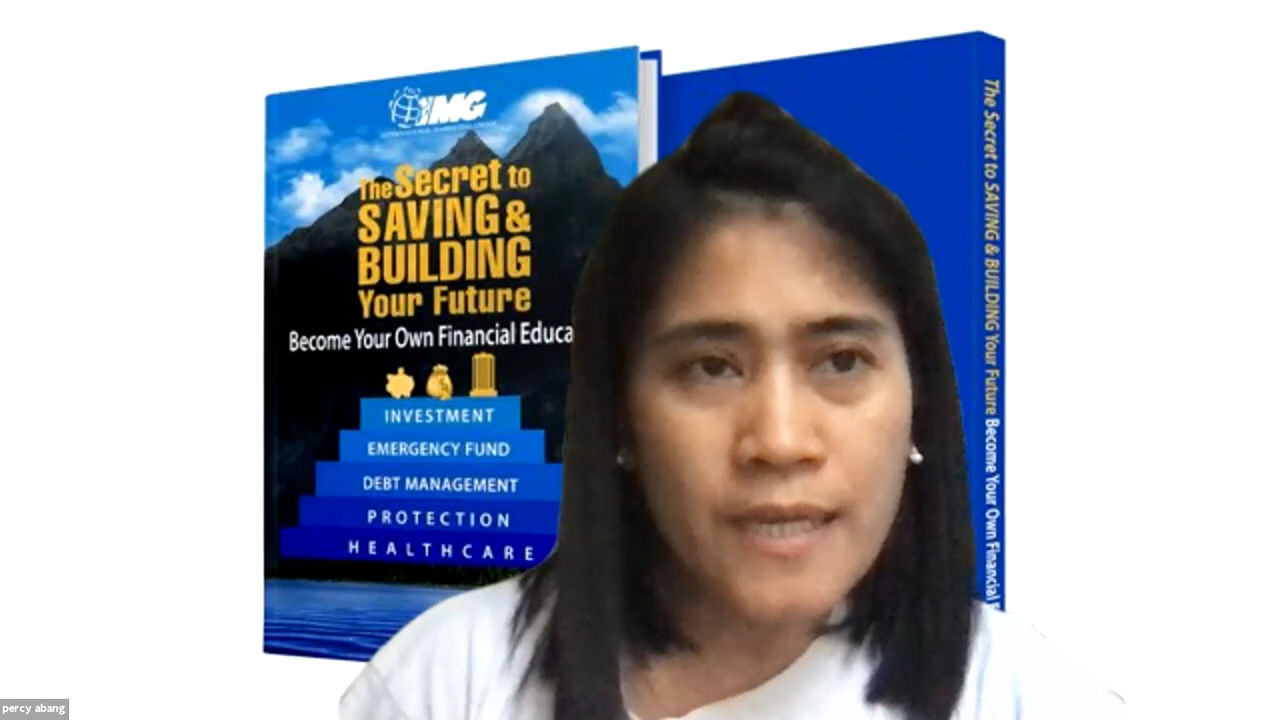 IMG
The Secret to
SAVING &
BUILDING
Your Future
Become Your Own Financial Educa
INVESTMENT
EMERGENCY FUND
DEBT MANAGEMENT
PROTECTION
HEALTHCARE
The Secret to SAVING & BUILDING Your Future Become Your Own Financial
percy abang